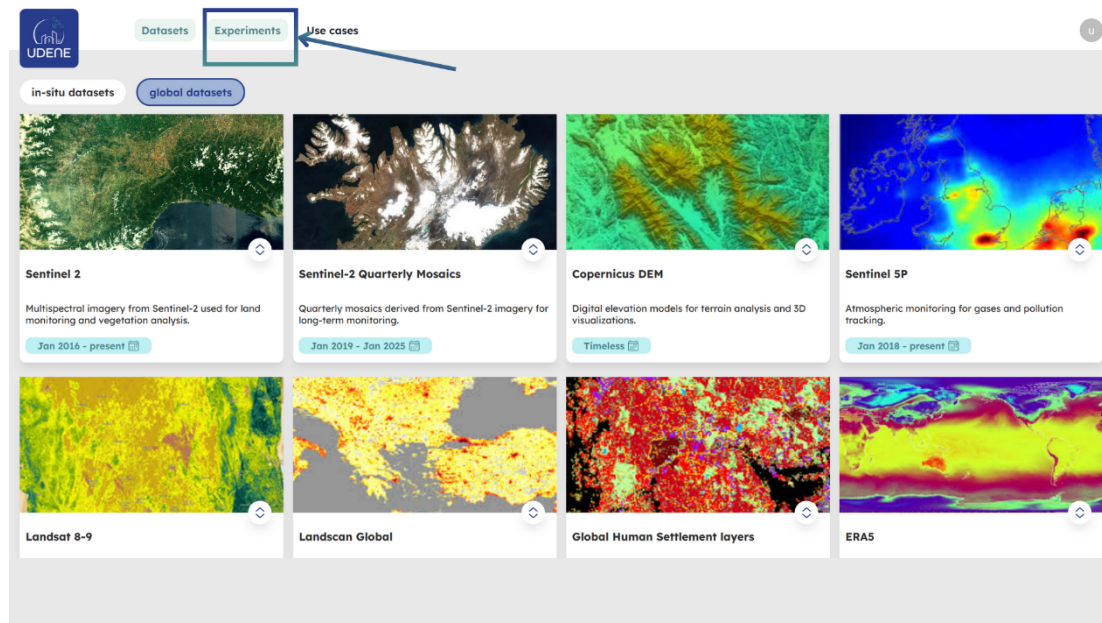 UDENE
Datasets
Experiments
Use cases
u
in-situ datasets
global datasets
Sentinel 2
Multispectral imagery from Sentinel-2 used for land
monitoring and vegetation analysis.
Jan 2016 - present
Sentinel-2 Quarterly Mosaics
Quarterly mosaics derived from Sentinel-2 imagery for
long-term monitoring.
Jan 2019 - Jan 2025
Copernicus DEM
Digital elevation models for terrain analysis and 3D
visualizations.
Timeless
Sentinel 5P
Atmospheric monitoring for gases and pollution
tracking.
Jan 2018 - present
Landsat 8-9
Landscan Global
Global Human Settlement layers
ERA5